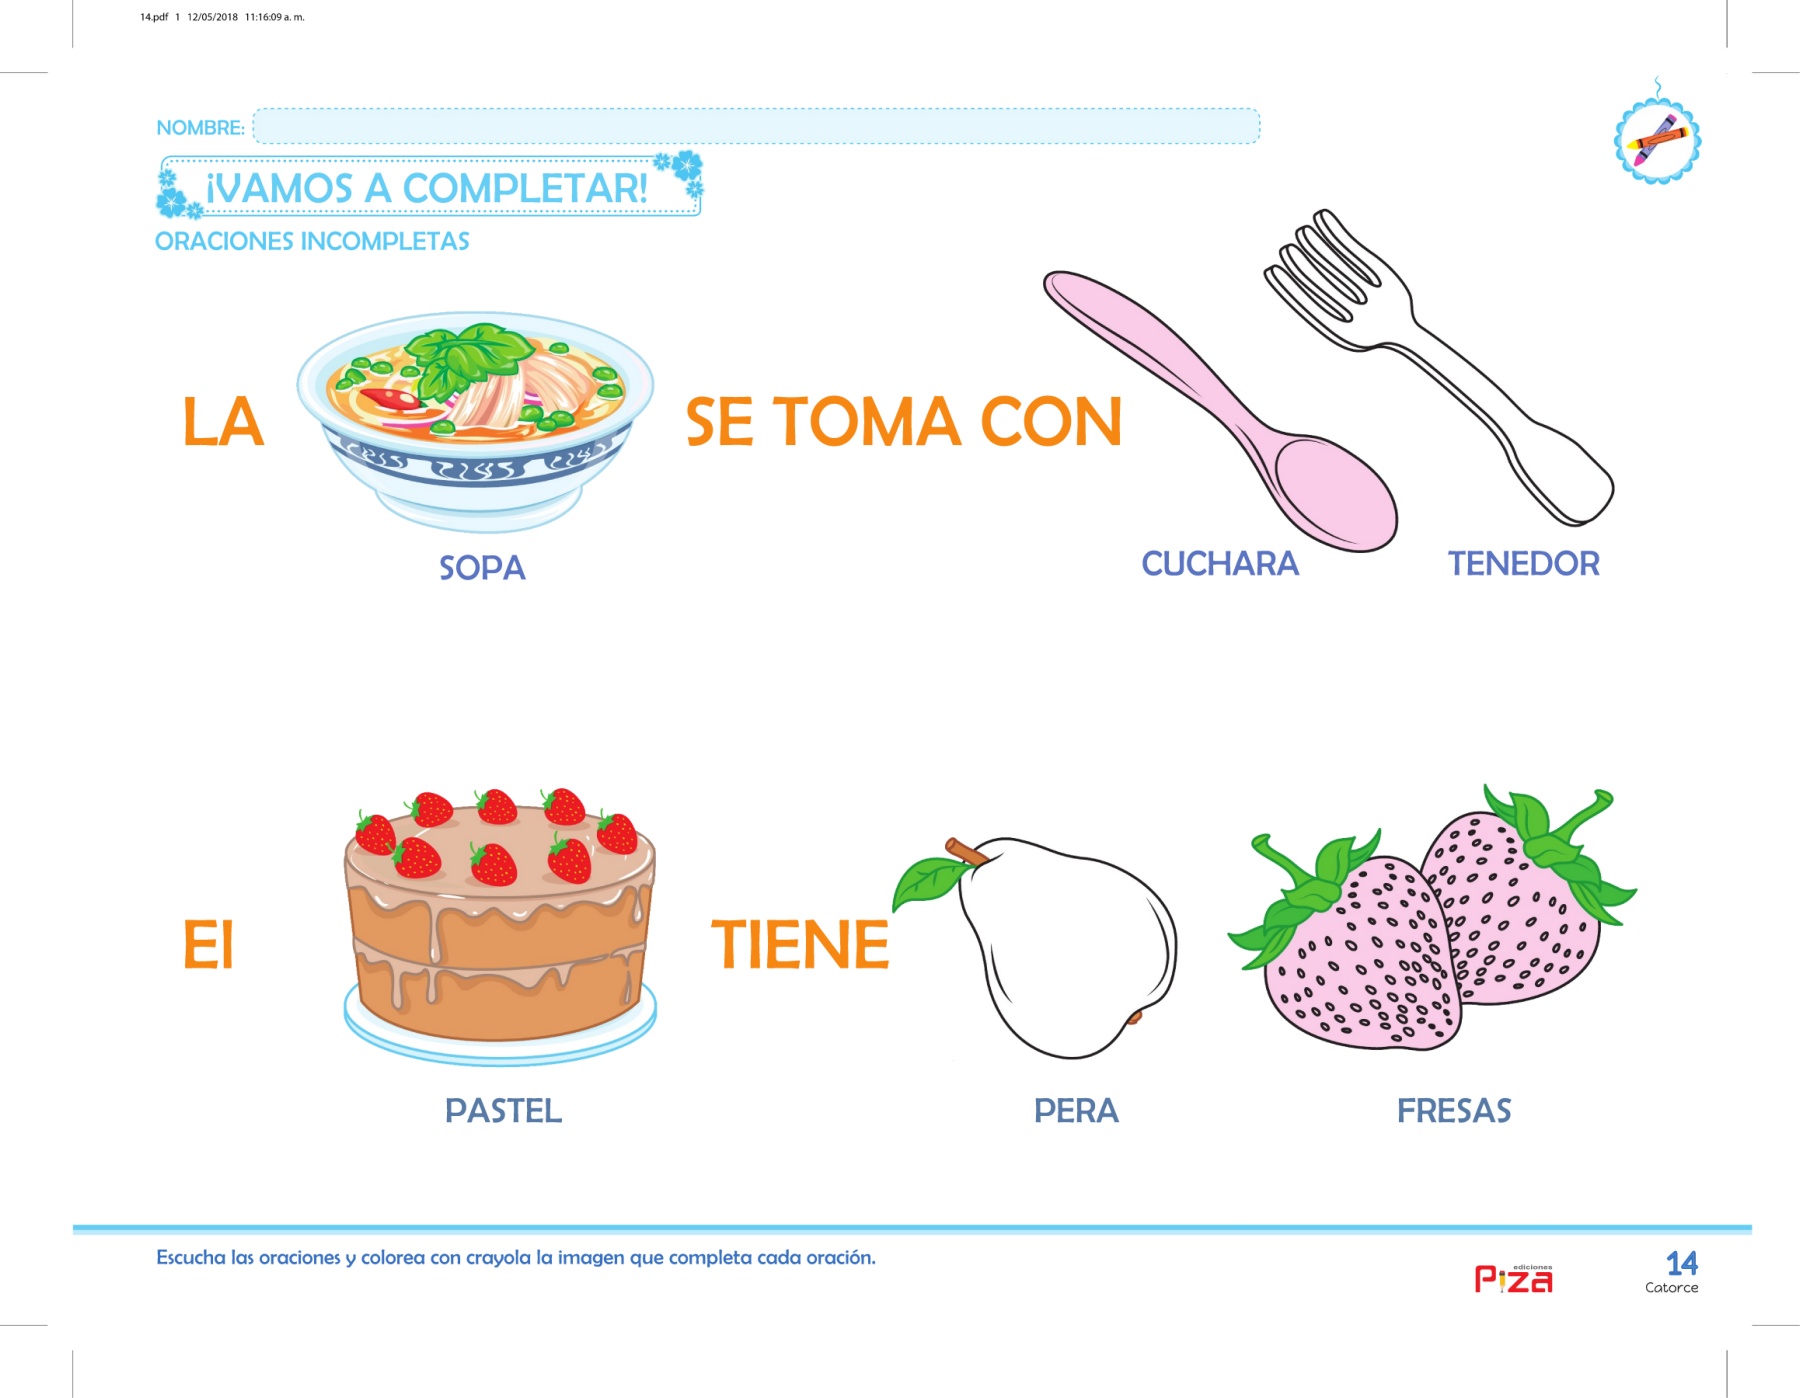 14.pdf 1 12/05/2018 11:16:09 a. m.
NOMBRE:
¡VAMOS A COMPLETAR!
ORACIONES INCOMPLETAS
LA SE TOMA CON
SOPA CUCHARA TENEDOR
El TIENE
PASTEL PERA FRESAS
Escucha las oraciones y colorea con crayola la imagen que completa cada oración.
ediciones
Piza
14
Catorce